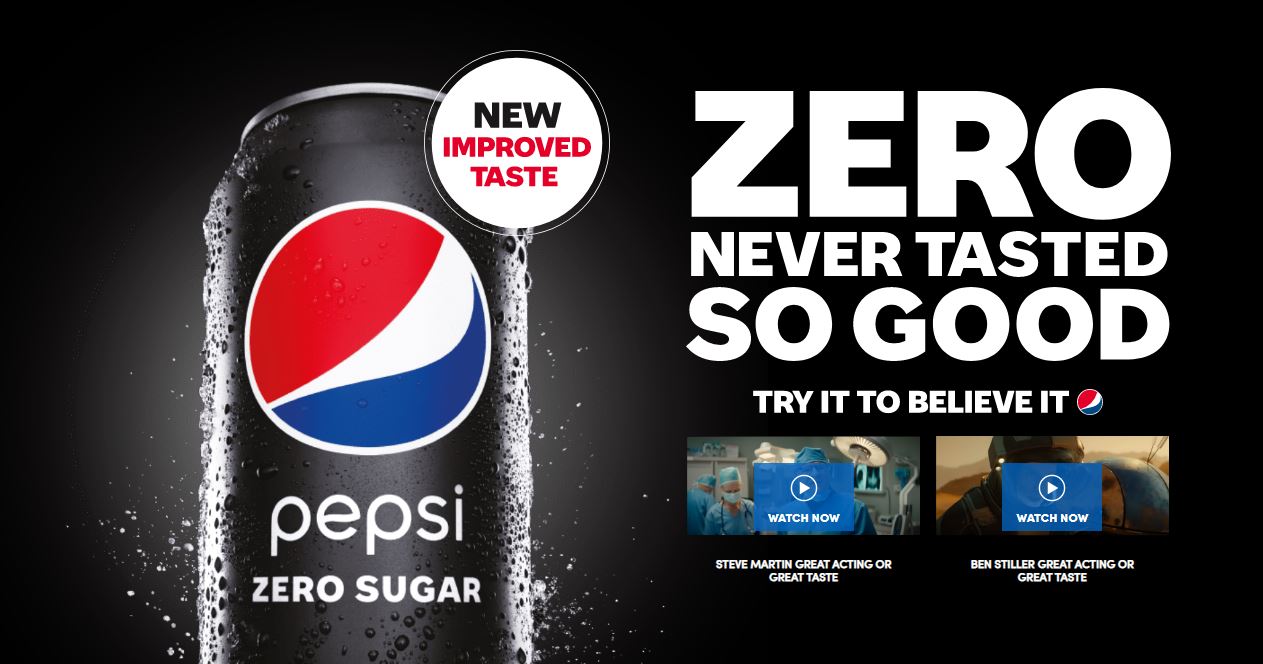 NEW
IMPROVED
TASTE
pepsi
ZERO SUGAR
ZERO
NEVER TASTED
SO GOOD
TRY IT TO BELIEVE IT
WATCH NOW
STEVE MARTIN GREAT ACTING OR
GREAT TASTE
WATCH NOW
BEN STILLER GREAT ACTING OR
GREAT TASTE